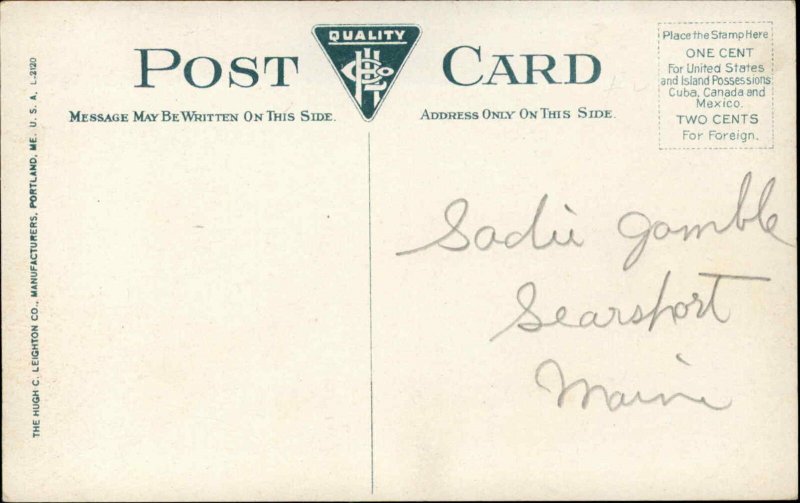 POST CARD
QUALITY
HCL Co
MESSAGE MAY BE WRITTEN ON THIS SIDE.
ADDRESS ONLY ON THIS SIDE.
Place the Stamp Here
ONE CENT
For United States
and Island Possessions
Cuba, Canada and
Mexico.
TWO CENTS
For Foreign.
THE HUGH C. LEIGHTON CO., MANUFACTURERS, PORTLAND, ME. U. S. A. L.2120
Sadie Gamble
Searsport
Maine